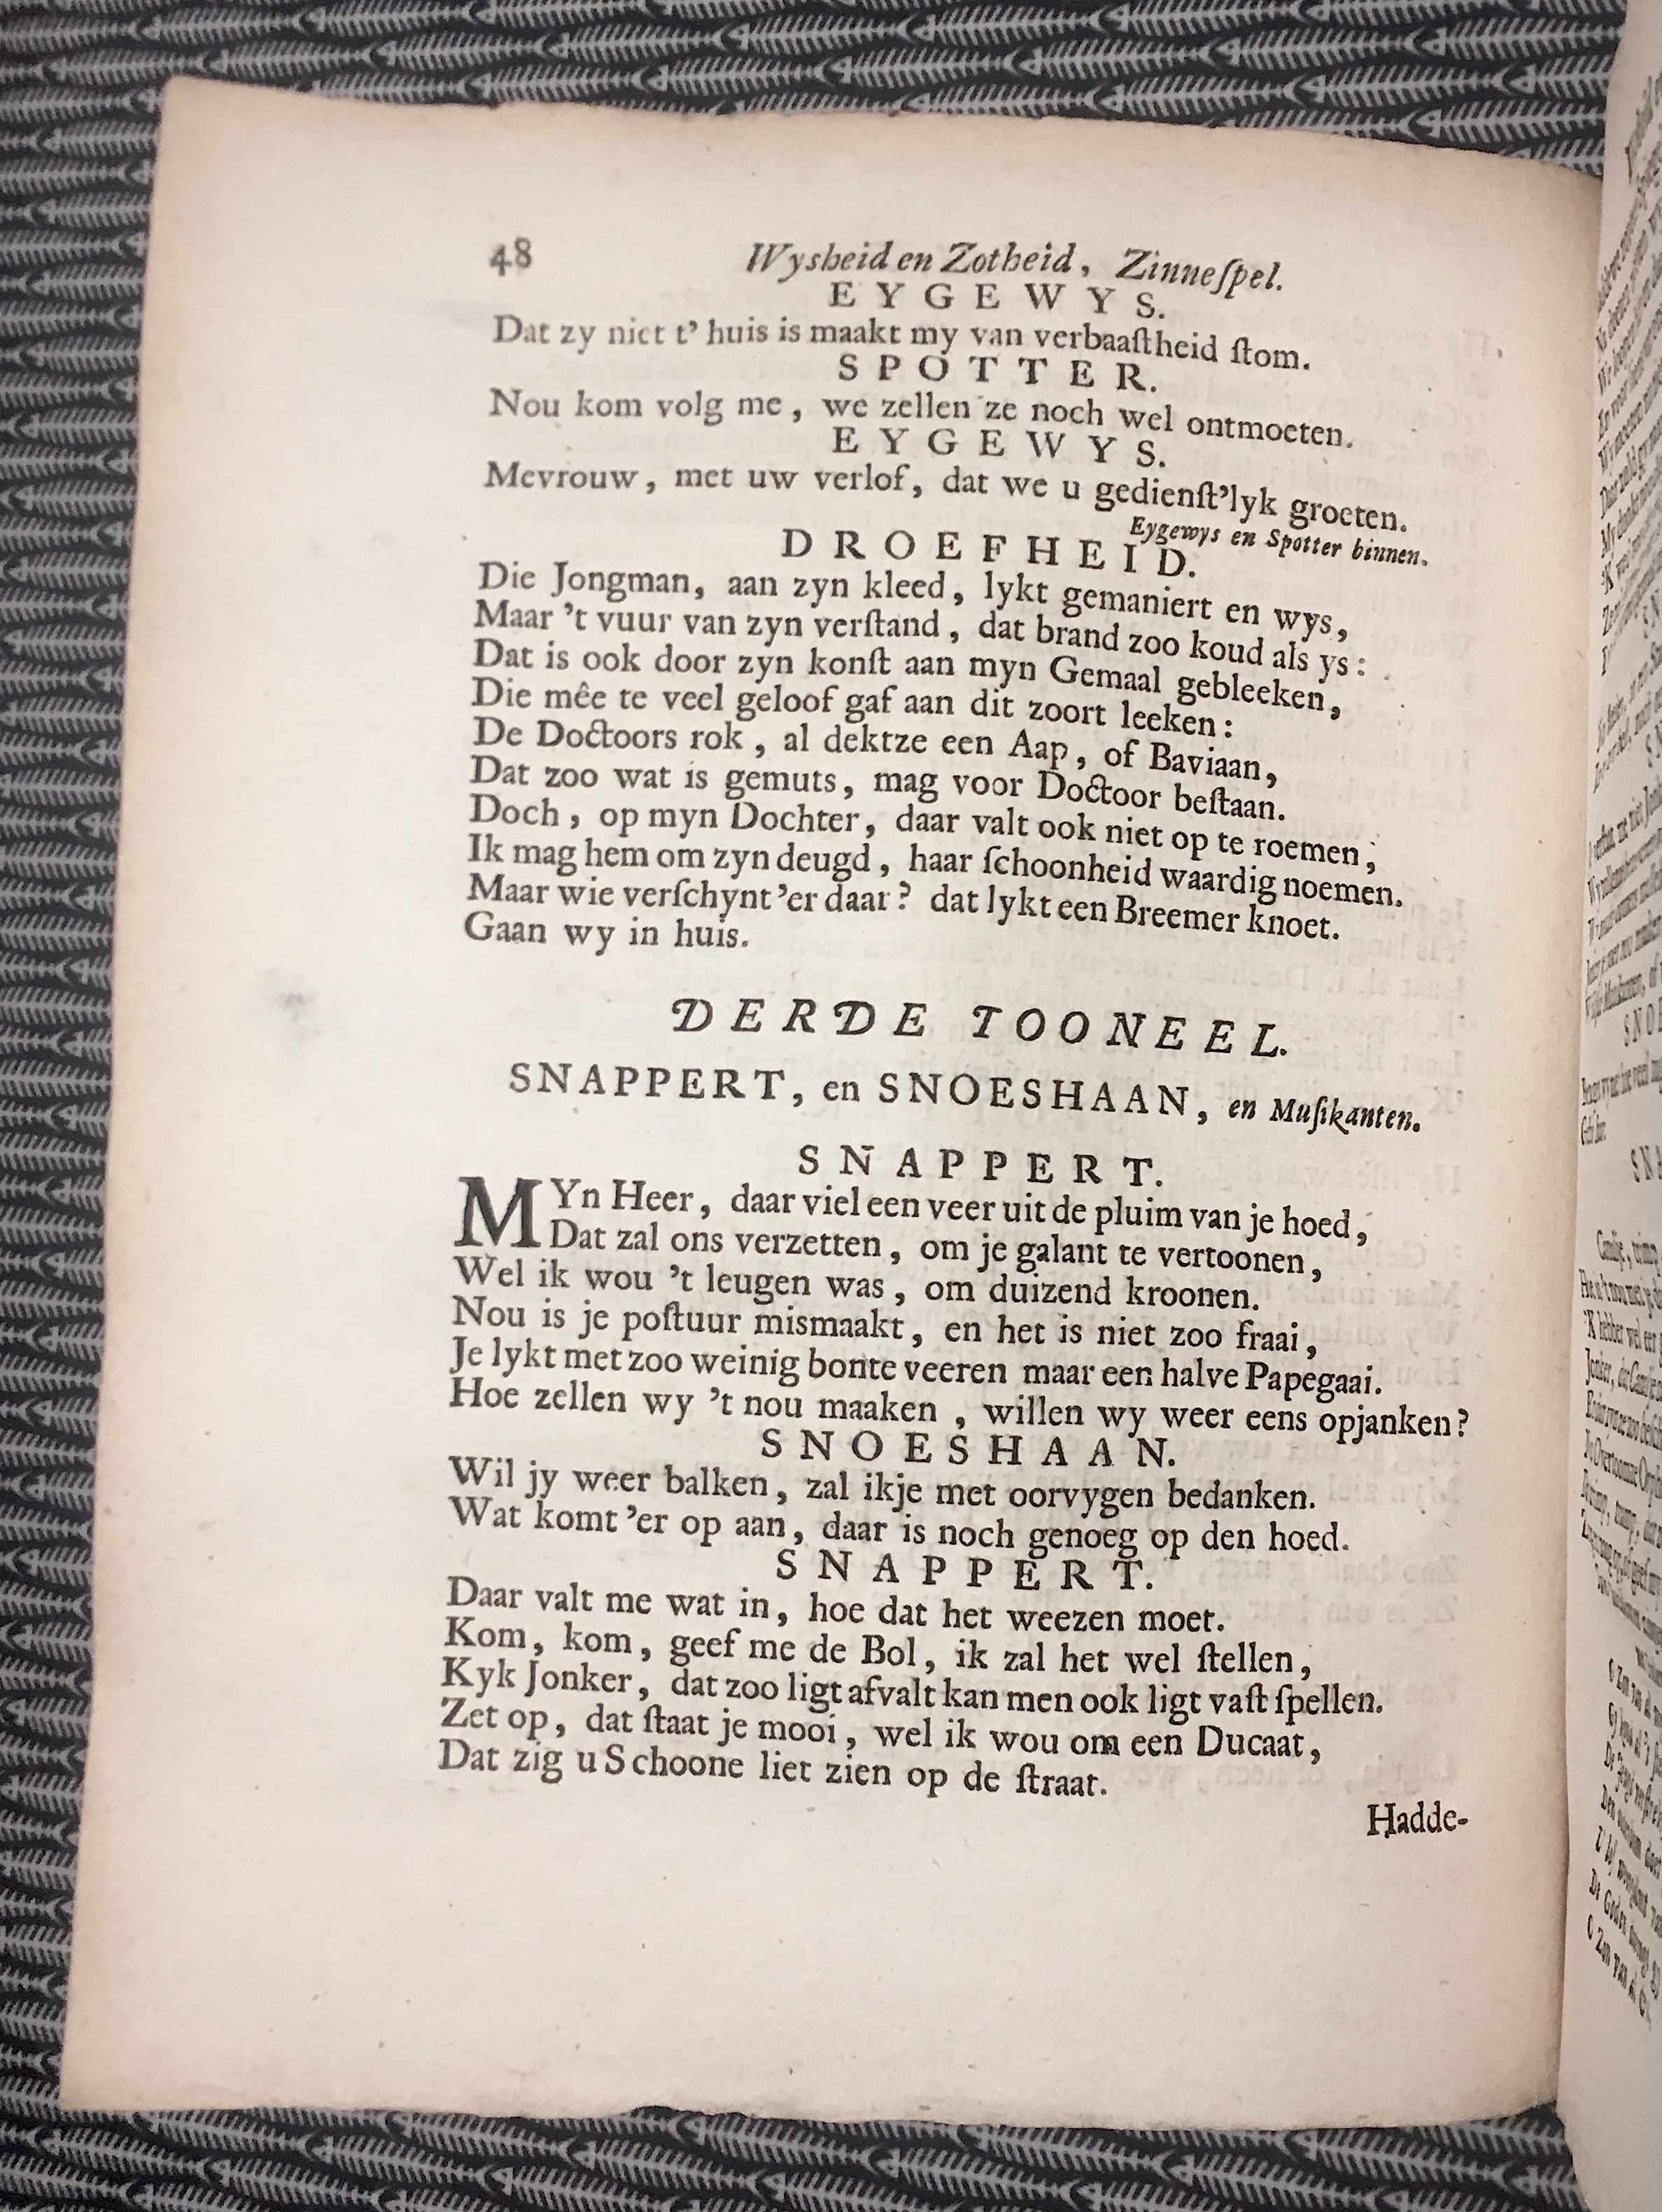 48 Wysheid en Zotheid, Zinneſpel.
EYGEWYS.
Dat zy niet t' huis is maakt my van verbaaſtheid ſtom.
SPOTTER.
Nou kom volg me, we zellen ze noch wel ontmoeten.
EYGEWYS.
Mevrouw, met uw verlof, dat we u gedienſt'lyk groeten.
Eygewys en Spotter binnen.
DROEFHEID.
Die Jongman, aan zyn kleed, lykt gemaniert en wys,
Maar 't vuur van zyn verſtand, dat brand zoo koud als ys:
Dat is ook door zyn konſt aan myn Gemaal gebleeken,
Die mêe te veel geloof gaf aan dit zoort leeken:
De Doctoors rok, al dektze een Aap, of Baviaan,
Dat zoo wat is gemuts, mag voor Doctoor beſtaan.
Doch, op myn Dochter, daar valt ook niet op te roemen,
Ik mag hem om zyn deugd, haar ſchoonheid waardig noemen.
Maar wie verſchynt 'er daar? dat lykt een Breemer knoet.
Gaan wy in huis.
DERDE TOONEEL.
SNAPPERT, en SNOESHAAN, en Muſikanten.
SNAPPERT.
MYn Heer, daar viel een veer uit de pluim van je hoed,
Dat zal ons verzetten, om je galant te vertoonen,
Wel ik wou 't leugen was, om duizend kroonen.
Nou is je poſtuur mismaakt, en het is niet zoo fraai,
Je lykt met zoo weinig bonte veeren maar een halve Papegaai.
Hoe zellen wy 't nou maaken, willen wy weer eens opjanken?
SNOESHAAN.
Wil jy weer balken, zal ikje met oorvygen bedanken.
Wat komt 'er op aan, daar is noch genoeg op den hoed.
SNAPPERT.
Daar valt me wat in, hoe dat het weezen moet.
Kom, kom, geef me de Bol, ik zal het wel ſtellen,
Kyk Jonker, dat zoo ligt afvalt kan men ook ligt vaſt ſpellen.
Zet op, dat ſtaat je mooi, wel ik wou om een Ducaat,
Dat zig u Schoone liet zien op de ſtraat.
Hadde-